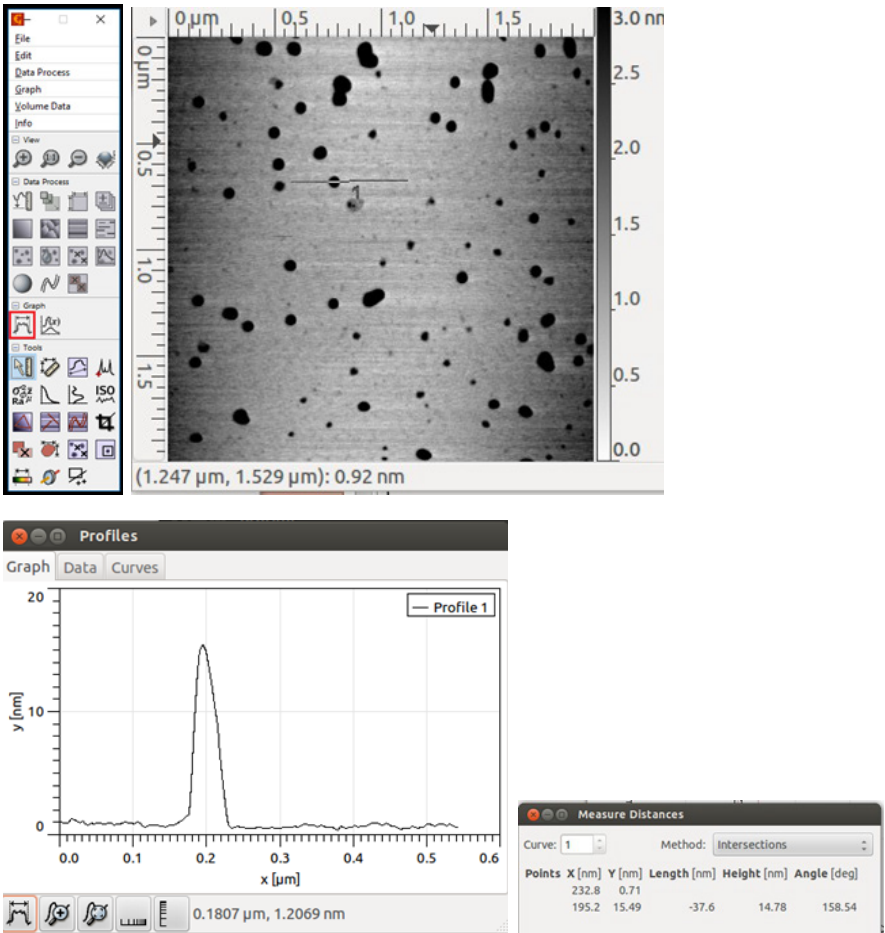 File
Edit
Data Process
Graph
Volume Data
Info
View
Data Process
Graph
f(x)
Tools
ISO
Ra
0 µm 0,5 1,0 1,5
0 µm
0.5
1.0
1.5
1
3.0 nm
2.5
2.0
1.5
1.0
0.5
0.0
(1.247 µm, 1.529 µm): 0.92 nm
Profiles
Graph Data Curves
Profile 1
20
10
0
y [nm]
0.0 0.1 0.2 0.3 0.4 0.5 0.6
x [µm]
0.1807 µm, 1.2069 nm
Measure Distances
Curve: 1 Method: Intersections
Points X [nm] Y [nm] Length [nm] Height [nm] Angle [deg]
232.8 0.71
195.2 15.49 -37.6 14.78 158.54